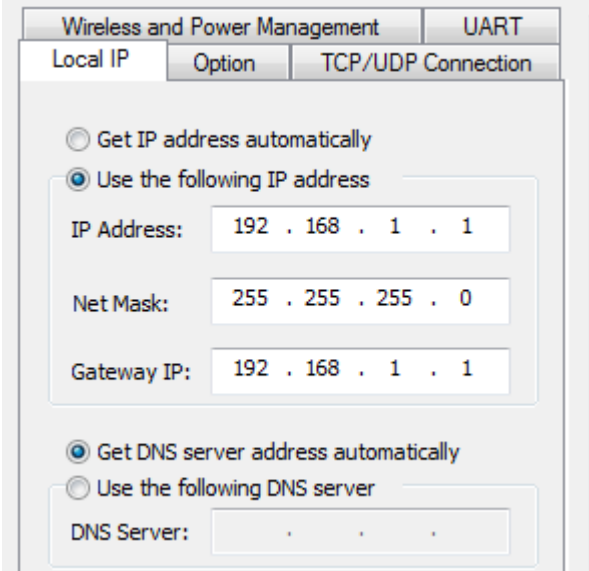 Wireless and Power Management UART
Local IP Option TCP/UDP Connection
Get IP address automatically
Use the following IP address
IP Address: 192 . 168 . 1 . 1
Net Mask: 255 . 255 . 255 . 0
Gateway IP: 192 . 168 . 1 . 1
Get DNS server address automatically
Use the following DNS server
DNS Server: . . .